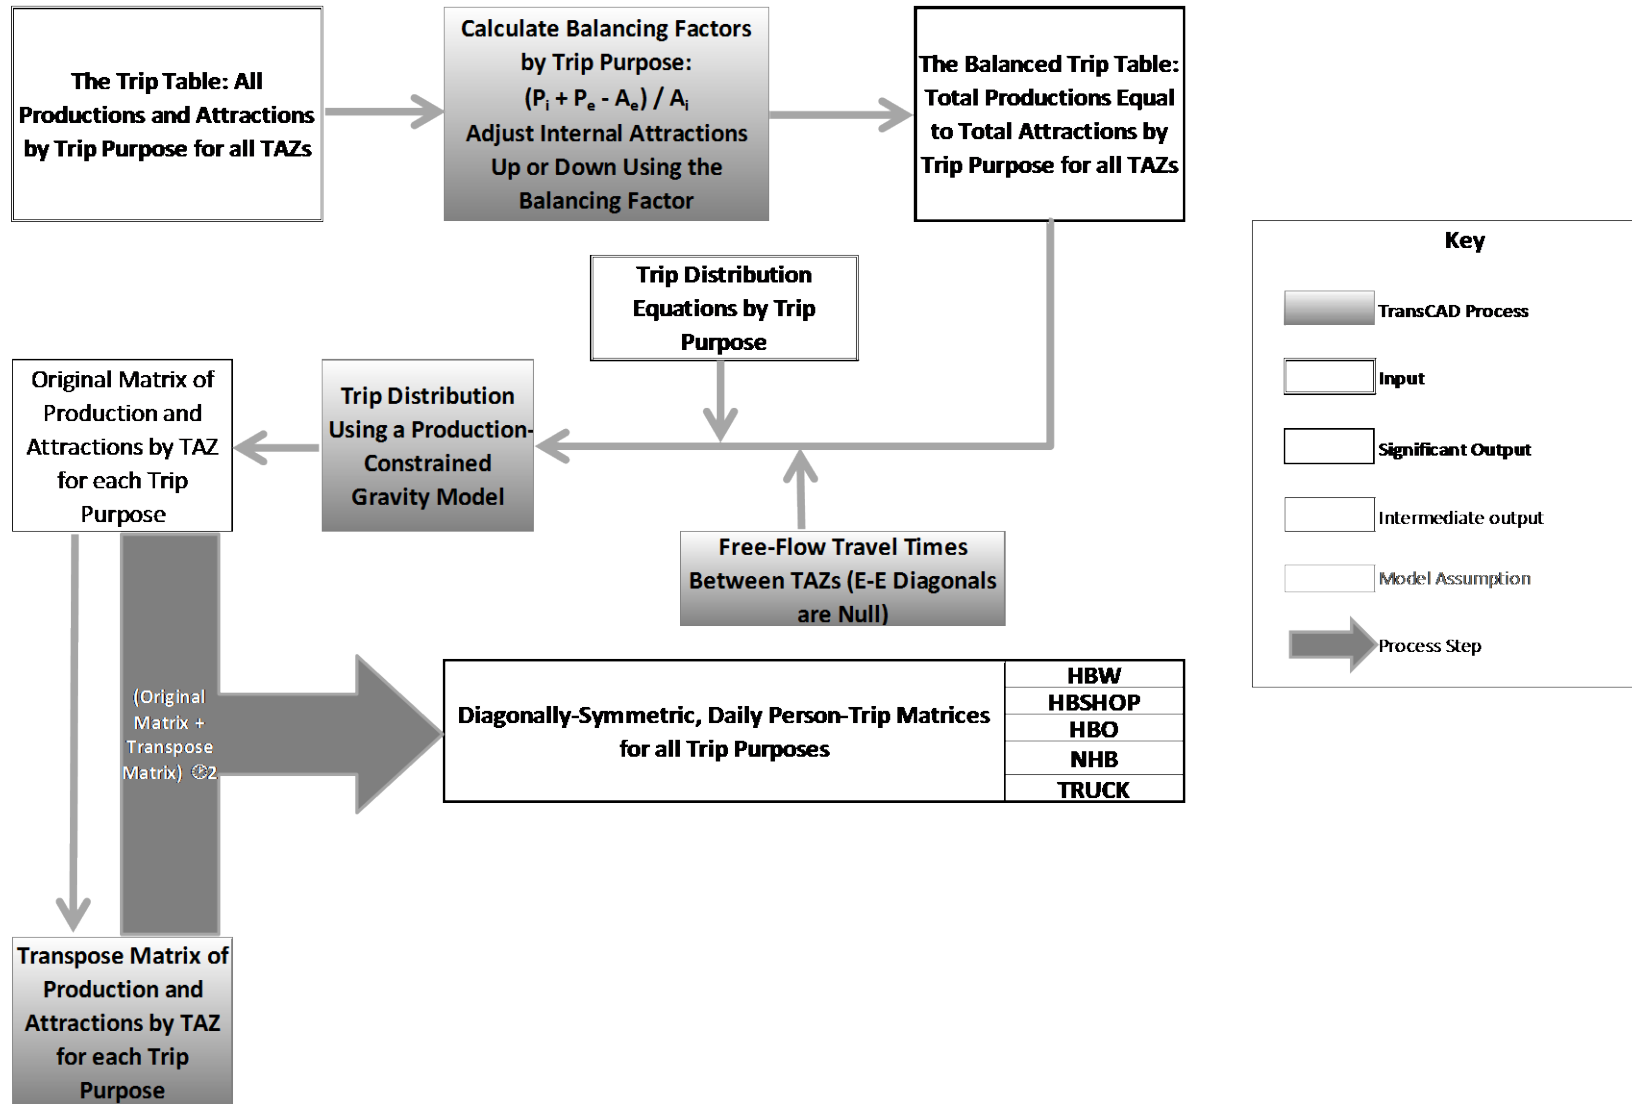 The Trip Table: All
Productions and Attractions
by Trip Purpose for all TAZs
Calculate Balancing Factors
by Trip Purpose:
(Pi + Pe - Ae) / Ai
Adjust Internal Attractions
Up or Down Using the
Balancing Factor
The Balanced Trip Table:
Total Productions Equal
to Total Attractions by
Trip Purpose for all TAZs
Trip Distribution
Equations by Trip
Purpose
Original Matrix of
Production and
Attractions by TAZ
for each Trip
Purpose
Trip Distribution
Using a Production-
Constrained
Gravity Model
Free-Flow Travel Times
Between TAZs (E-E Diagonals
are Null)
(Original
Matrix +
Transpose
Matrix) 2
Diagonally-Symmetric, Daily Person-Trip Matrices
for all Trip Purposes
HBW
HBSHOP
HBO
NHB
TRUCK
Transpose Matrix of
Production and
Attractions by TAZ
for each Trip
Purpose
Key
TransCAD Process
Input
Significant Output
Intermediate output
Model Assumption
Process Step